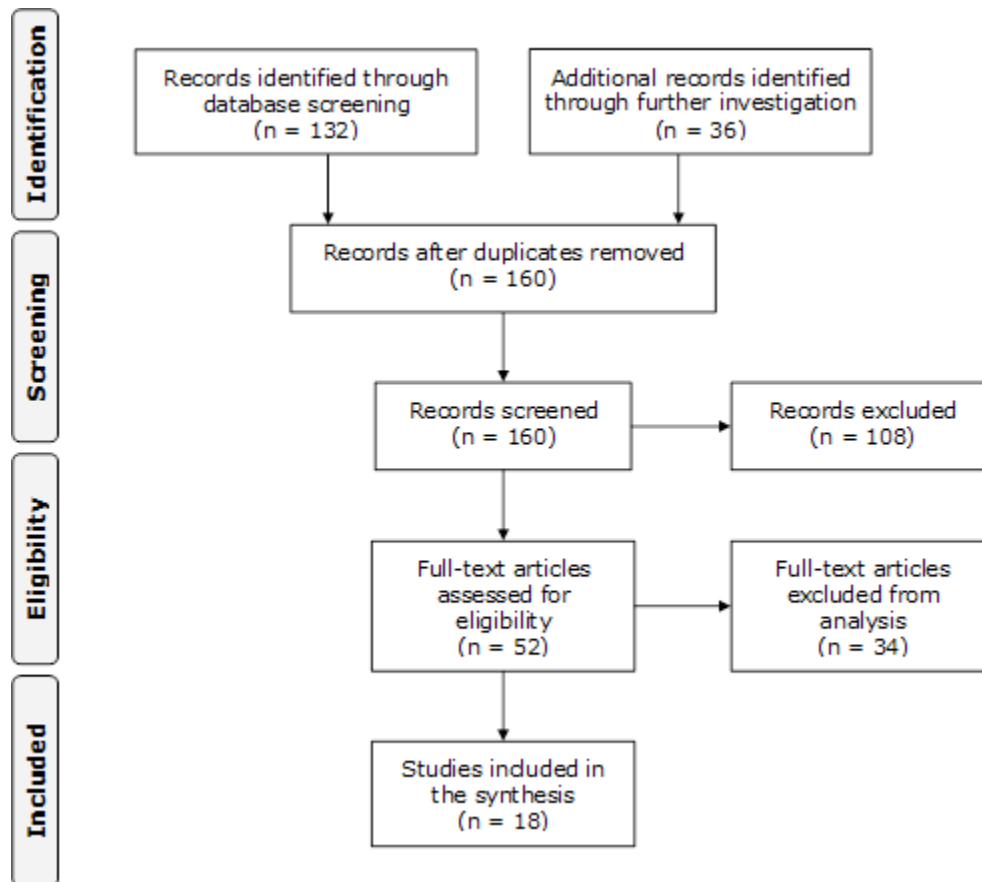 Identification
Records identified through
database screening
(n = 132)
Additional records identified
through further investigation
(n = 36)
Screening
Records after duplicates removed
(n = 160)
Records screened
(n = 160)
Records excluded
(n = 108)
Eligibility
Full-text articles
assessed for
eligibility
(n = 52)
Full-text articles
excluded from
analysis
(n = 34)
Included
Studies included in
the synthesis
(n = 18)